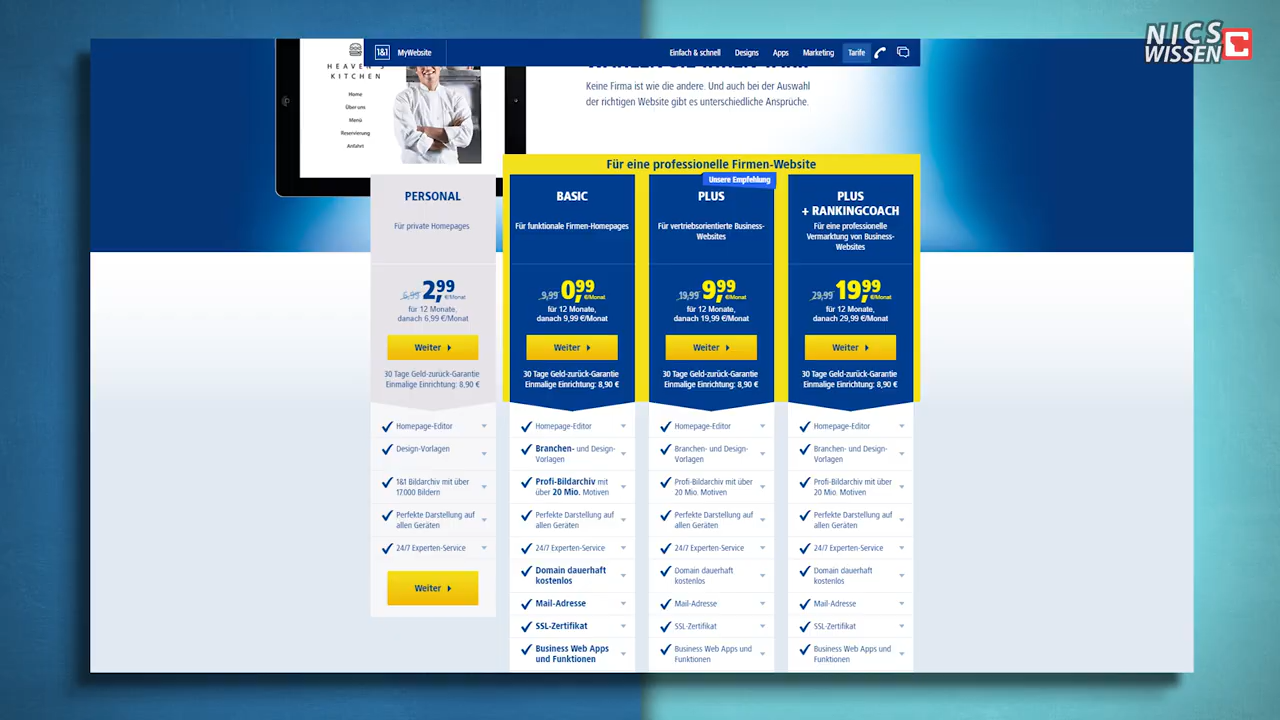 NICS
WISSEN
1&1 MyWebsite
Einfach & schnell Designs Apps Marketing Tarife
HEAVEN'S
KITCHEN
Home
Über uns
Menü
Reservierung
Anfahrt
Keine Firma ist wie die andere. Und auch bei der Auswahl
der richtigen Website gibt es unterschiedliche Ansprüche.
Für eine professionelle Firmen-Website
PERSONAL
Für private Homepages
6,99 2,99 €/Monat
für 12 Monate,
danach 6,99 €/Monat
Weiter
30 Tage Geld-zurück-Garantie
Einmalige Einrichtung: 8,90 €
Homepage-Editor
Design-Vorlagen
1&1 Bildarchiv mit über
17.000 Bildern
Perfekte Darstellung auf
allen Geräten
24/7 Experten-Service
Weiter
BASIC
Für funktionale Firmen-Homepages
9,99 0,99 €/Monat
für 12 Monate,
danach 9,99 €/Monat
Weiter
30 Tage Geld-zurück-Garantie
Einmalige Einrichtung: 8,90 €
Homepage-Editor
Branchen- und Design-
Vorlagen
Profi-Bildarchiv mit
über 20 Mio. Motiven
Perfekte Darstellung auf
allen Geräten
24/7 Experten-Service
Domain dauerhaft
kostenlos
Mail-Adresse
SSL-Zertifikat
Business Web Apps
und Funktionen
Unsere Empfehlung
PLUS
Für vertriebsorientierte Business-
Websites
19,99 9,99 €/Monat
für 12 Monate,
danach 19,99 €/Monat
Weiter
30 Tage Geld-zurück-Garantie
Einmalige Einrichtung: 8,90 €
Homepage-Editor
Branchen- und Design-
Vorlagen
Profi-Bildarchiv mit über
20 Mio. Motiven
Perfekte Darstellung auf
allen Geräten
24/7 Experten-Service
Domain dauerhaft
kostenlos
Mail-Adresse
SSL-Zertifikat
Business Web Apps und
Funktionen
PLUS
+ RANKINGCOACH
Für eine professionelle
Vermarktung von Business-
Websites
29,99 19,99 €/Monat
für 12 Monate,
danach 29,99 €/Monat
Weiter
30 Tage Geld-zurück-Garantie
Einmalige Einrichtung: 8,90 €
Homepage-Editor
Branchen- und Design-
Vorlagen
Profi-Bildarchiv mit über
20 Mio. Motiven
Perfekte Darstellung auf
allen Geräten
24/7 Experten-Service
Domain dauerhaft
kostenlos
Mail-Adresse
SSL-Zertifikat
Business Web Apps und
Funktionen